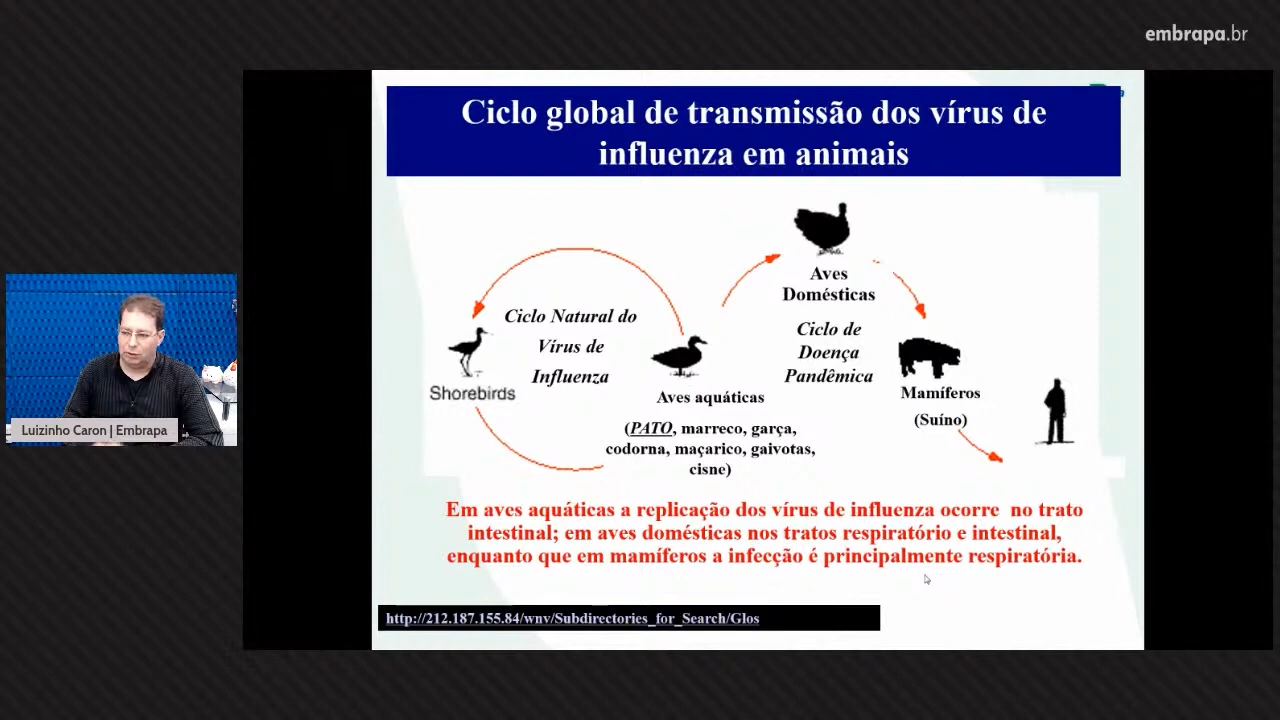 embrapa.br
Ciclo global de transmissão dos vírus de
influenza em animais
Aves
Domésticas
Ciclo Natural do
Vírus de
Influenza
Ciclo de
Doença
Pandêmica
Shorebirds
Aves aquáticas
(PATO, marreco, garça,
codorna, maçarico, gaivotas,
cisne)
Mamíferos
(Suíno)
Luizinho Caron | Embrapa
Em aves aquáticas a replicação dos vírus de influenza ocorre no trato
intestinal; em aves domésticas nos tratos respiratório e intestinal,
enquanto que em mamíferos a infecção é principalmente respiratória.
http://212.187.155.84/wnv/Subdirectories_for_Search/Glos